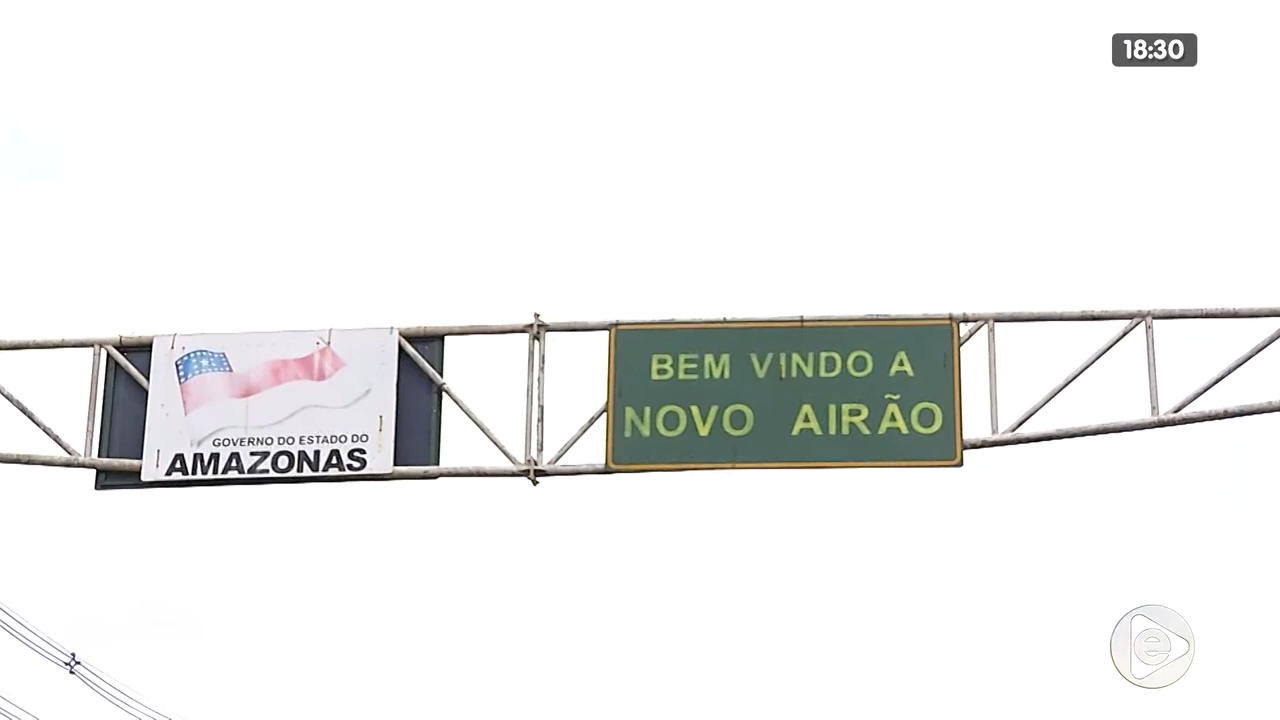 18:30
GOVERNO DO ESTADO DO
AMAZONAS
BEM VINDO A
NOVO AIRÃO
e